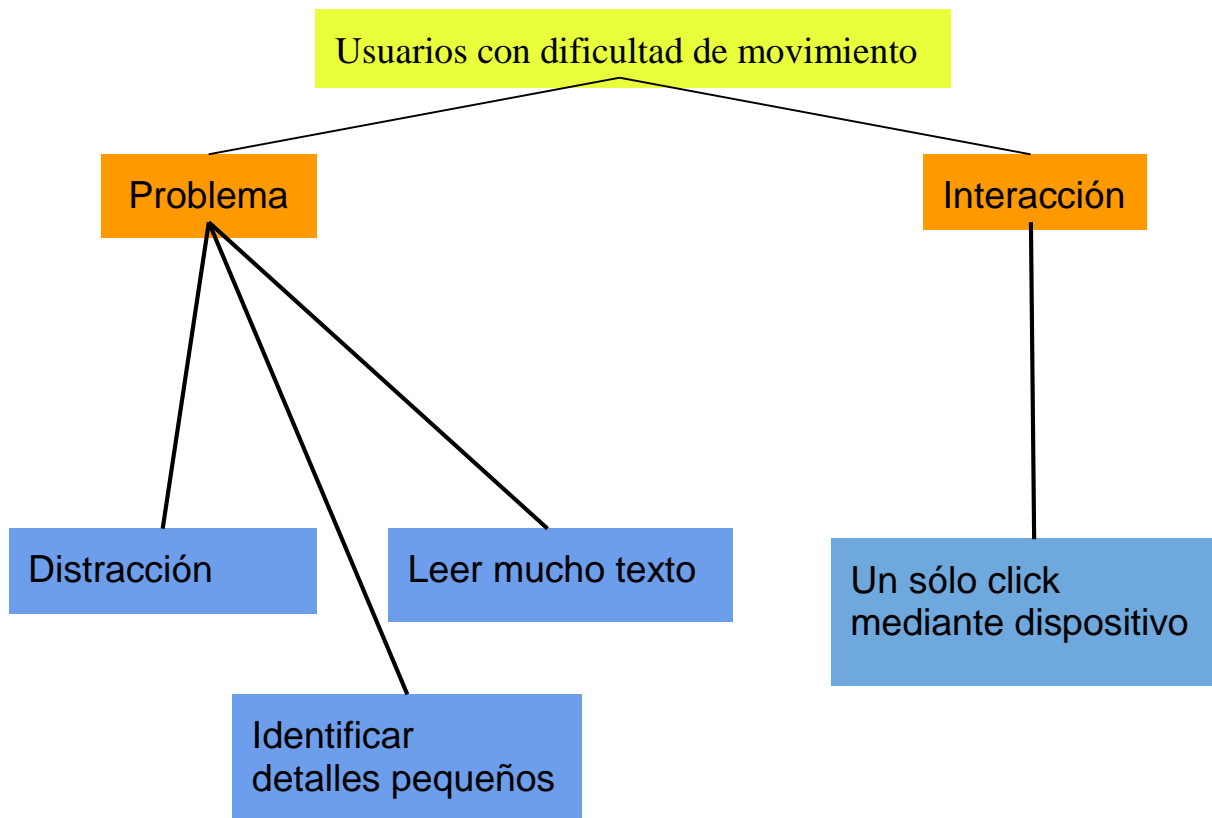 Usuarios con dificultad de movimiento
Problema
Interacción
Distracción
Leer mucho texto
Un sólo click
mediante dispositivo
Identificar
detalles pequeños